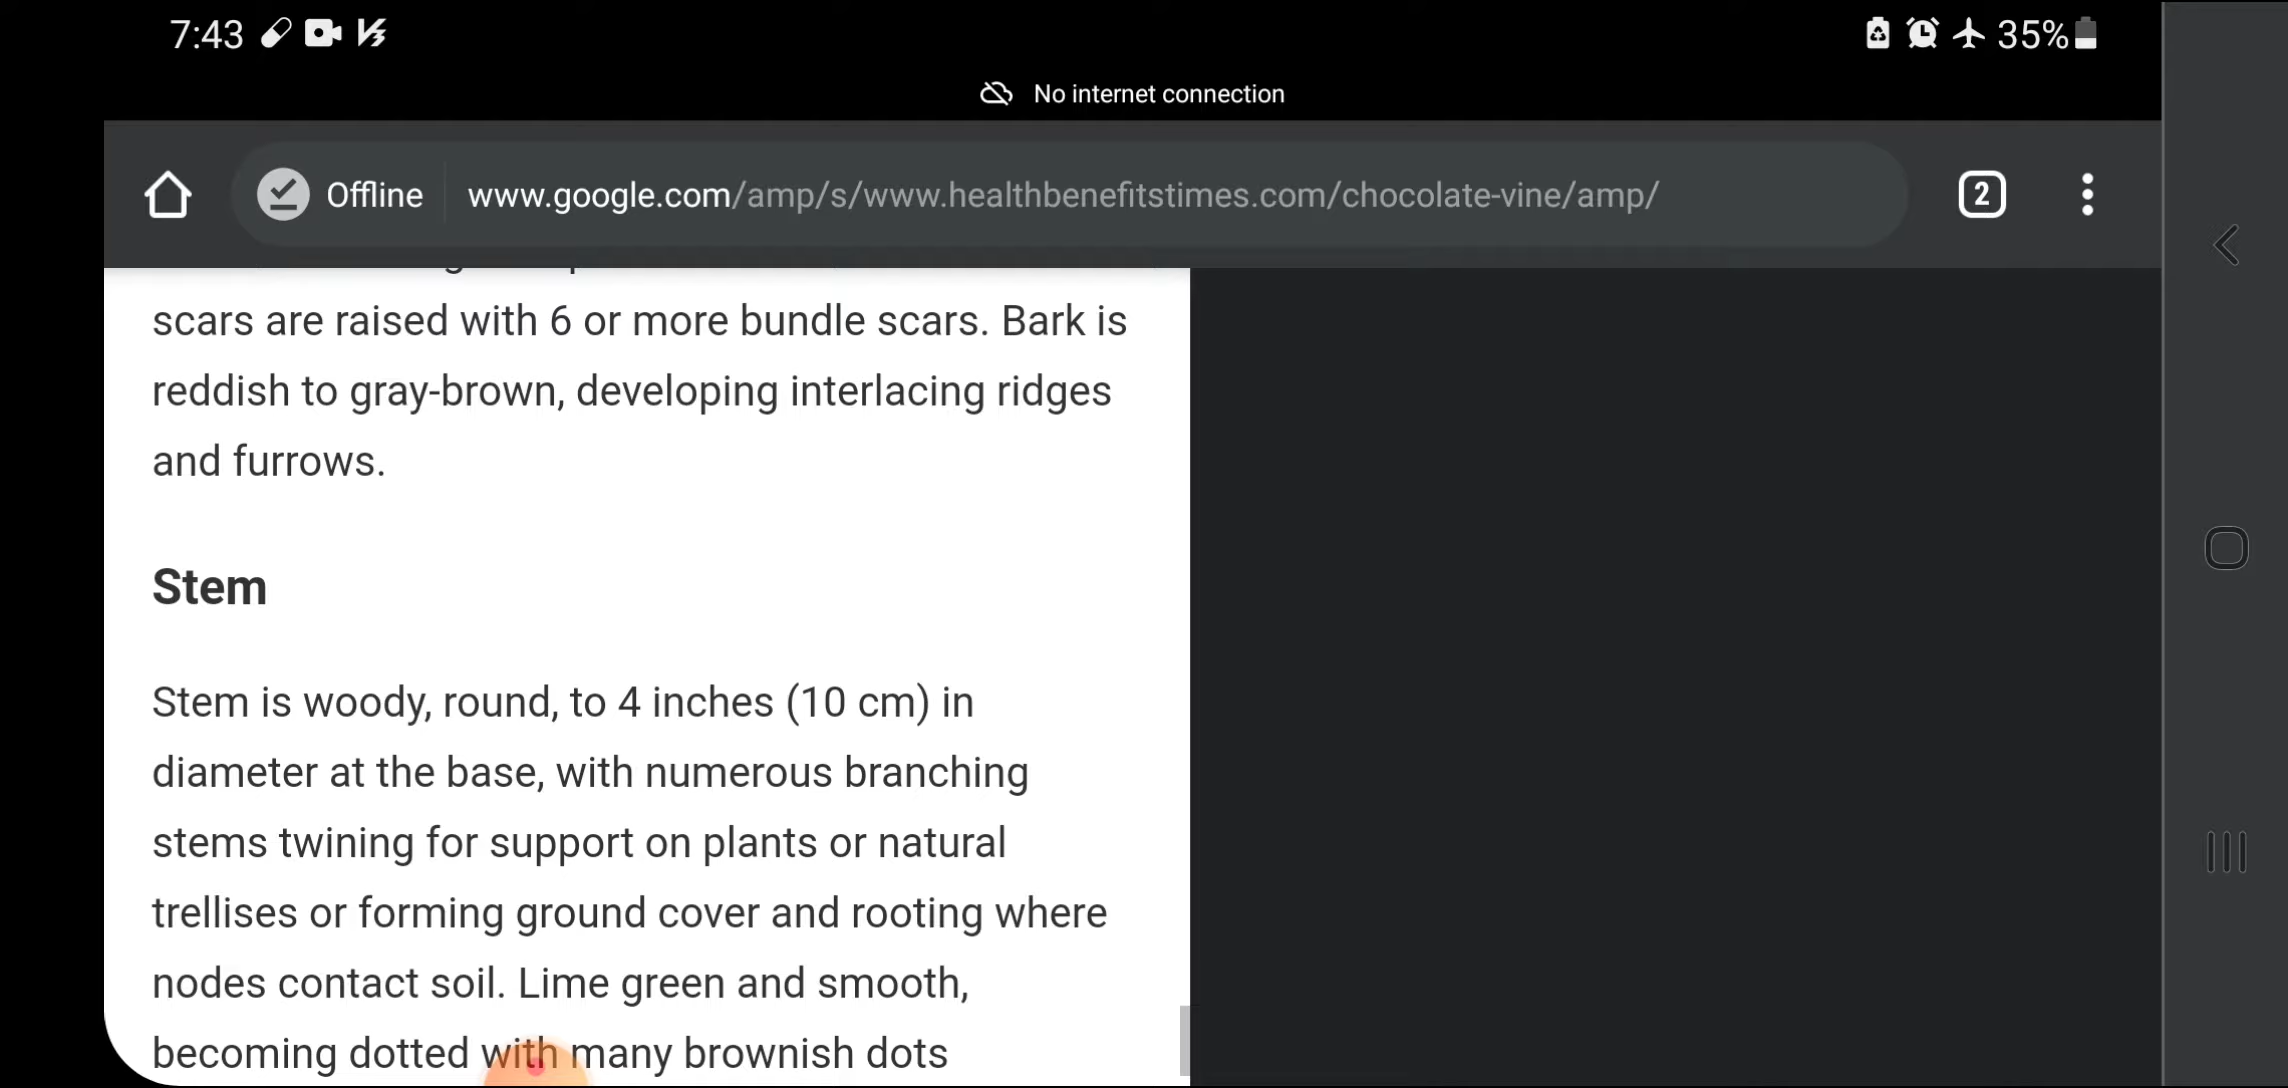 7:43
35%
No internet connection
Offline www.google.com/amp/s/www.healthbenefitstimes.com/chocolate-vine/amp/
2
scars are raised with 6 or more bundle scars. Bark is
reddish to gray-brown, developing interlacing ridges
and furrows.
Stem
Stem is woody, round, to 4 inches (10 cm) in
diameter at the base, with numerous branching
stems twining for support on plants or natural
trellises or forming ground cover and rooting where
nodes contact soil. Lime green and smooth,
becoming dotted with many brownish dots